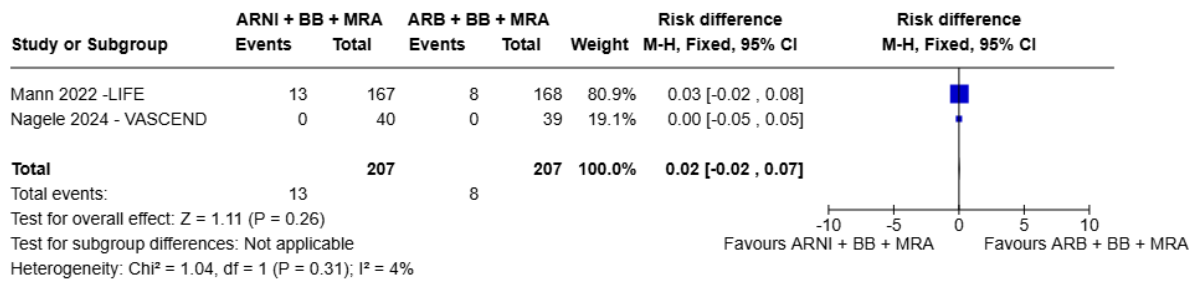 ARNI + BB + MRA ARB + BB + MRA Risk difference Risk difference
Study or Subgroup Events Total Events Total Weight M-H, Fixed, 95% CI M-H, Fixed, 95% CI
Mann 2022 -LIFE 13 167 8 168 80.9% 0.03 [-0.02 , 0.08]
Nagele 2024 - VASCEND 0 40 0 39 19.1% 0.00 [-0.05 , 0.05]
Total 207 207 100.0% 0.02 [-0.02 , 0.07]
Total events: 13 8
Test for overall effect: Z = 1.11 (P = 0.26)
-10 -5 0 5 10
Test for subgroup differences: Not applicable Favours ARNI + BB + MRA Favours ARB + BB + MRA
Heterogeneity: Chi² = 1.04, df = 1 (P = 0.31); I² = 4%